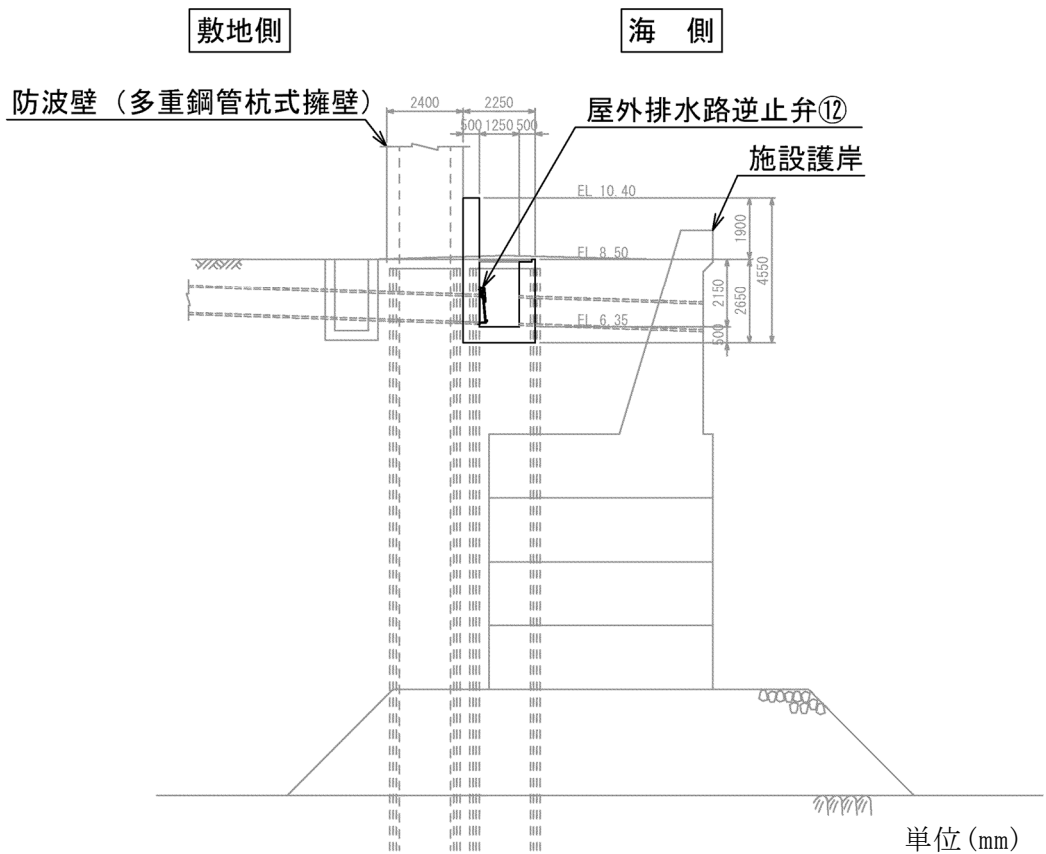 敷地側
海　側
防波壁（多重鋼管杭式擁壁）
2400
2250
500
1250
500
屋外排水路逆止弁⑫
施設護岸
EL 10.40
EL 8.50
EL 6.35
1900
4550
2150
2650
500
単位(mm)